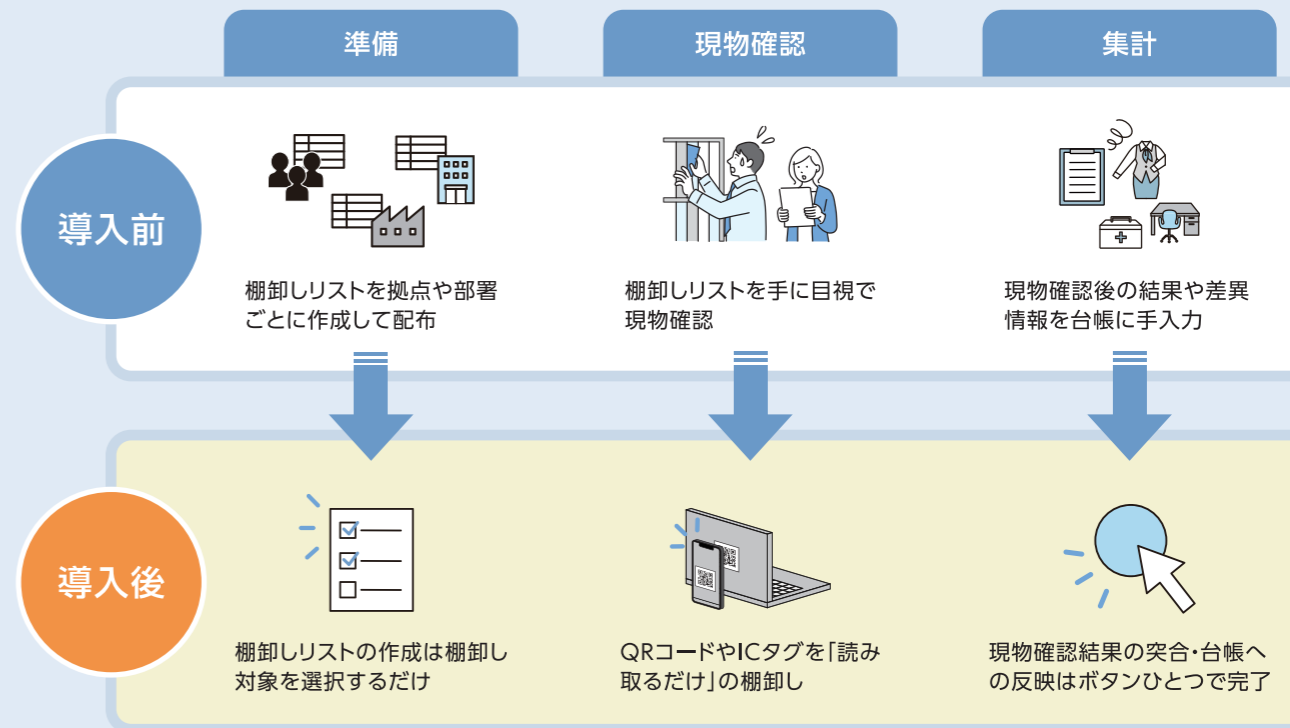 準備
現物確認
集計
導入前
棚卸しリストを拠点や部署
ごとに作成して配布
棚卸しリストを手に目視で
現物確認
現物確認後の結果や差異
情報を台帳に手入力
導入後
棚卸しリストの作成は棚卸し
対象を選択するだけ
QRコードやICタグを｢読み
取るだけ｣の棚卸し
現物確認結果の突合･台帳へ
の反映はボタンひとつで完了